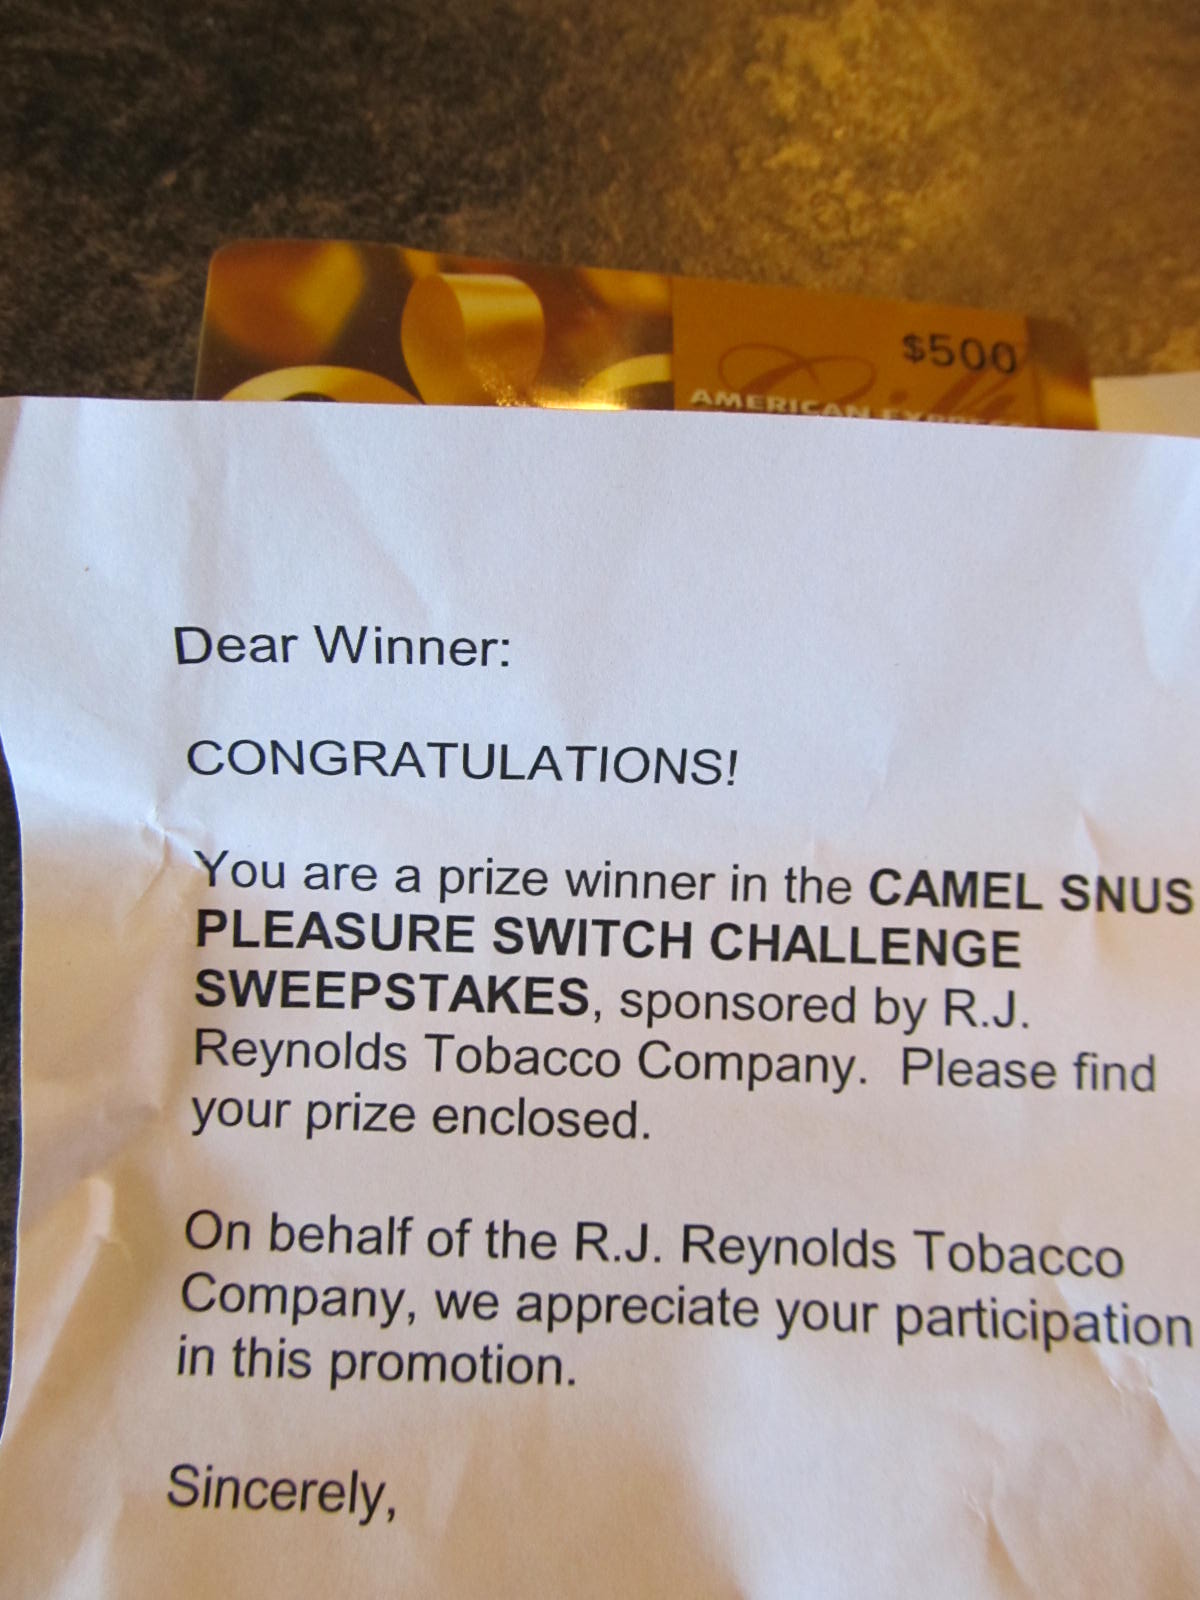 $500
AMERICAN EXPRESS
Dear Winner:
CONGRATULATIONS!
You are a prize winner in the CAMEL SNUS
PLEASURE SWITCH CHALLENGE
SWEEPSTAKES, sponsored by R.J.
Reynolds Tobacco Company. Please find
your prize enclosed.
On behalf of the R.J. Reynolds Tobacco
Company, we appreciate your participation
in this promotion.
Sincerely,